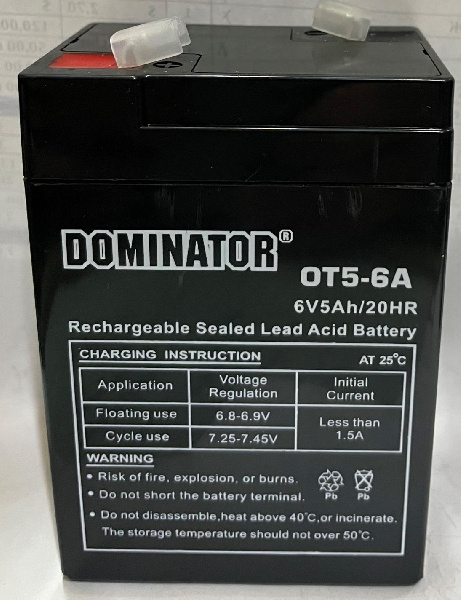 DOMINATOR®
OT5-6A
6V5Ah/20HR
Rechargeable Sealed Lead Acid Battery
CHARGING INSTRUCTION AT 25°C
Application Voltage Regulation Initial Current
Floating use 6.8-6.9V Less than 1.5A
Cycle use 7.25-7.45V
WARNING
• Risk of fire, explosion, or burns.
• Do not short the battery terminal.
Pb Pb
• Do not disassemble,heat above 40°C,or incinerate.
The storage temperature should not over 50°C.